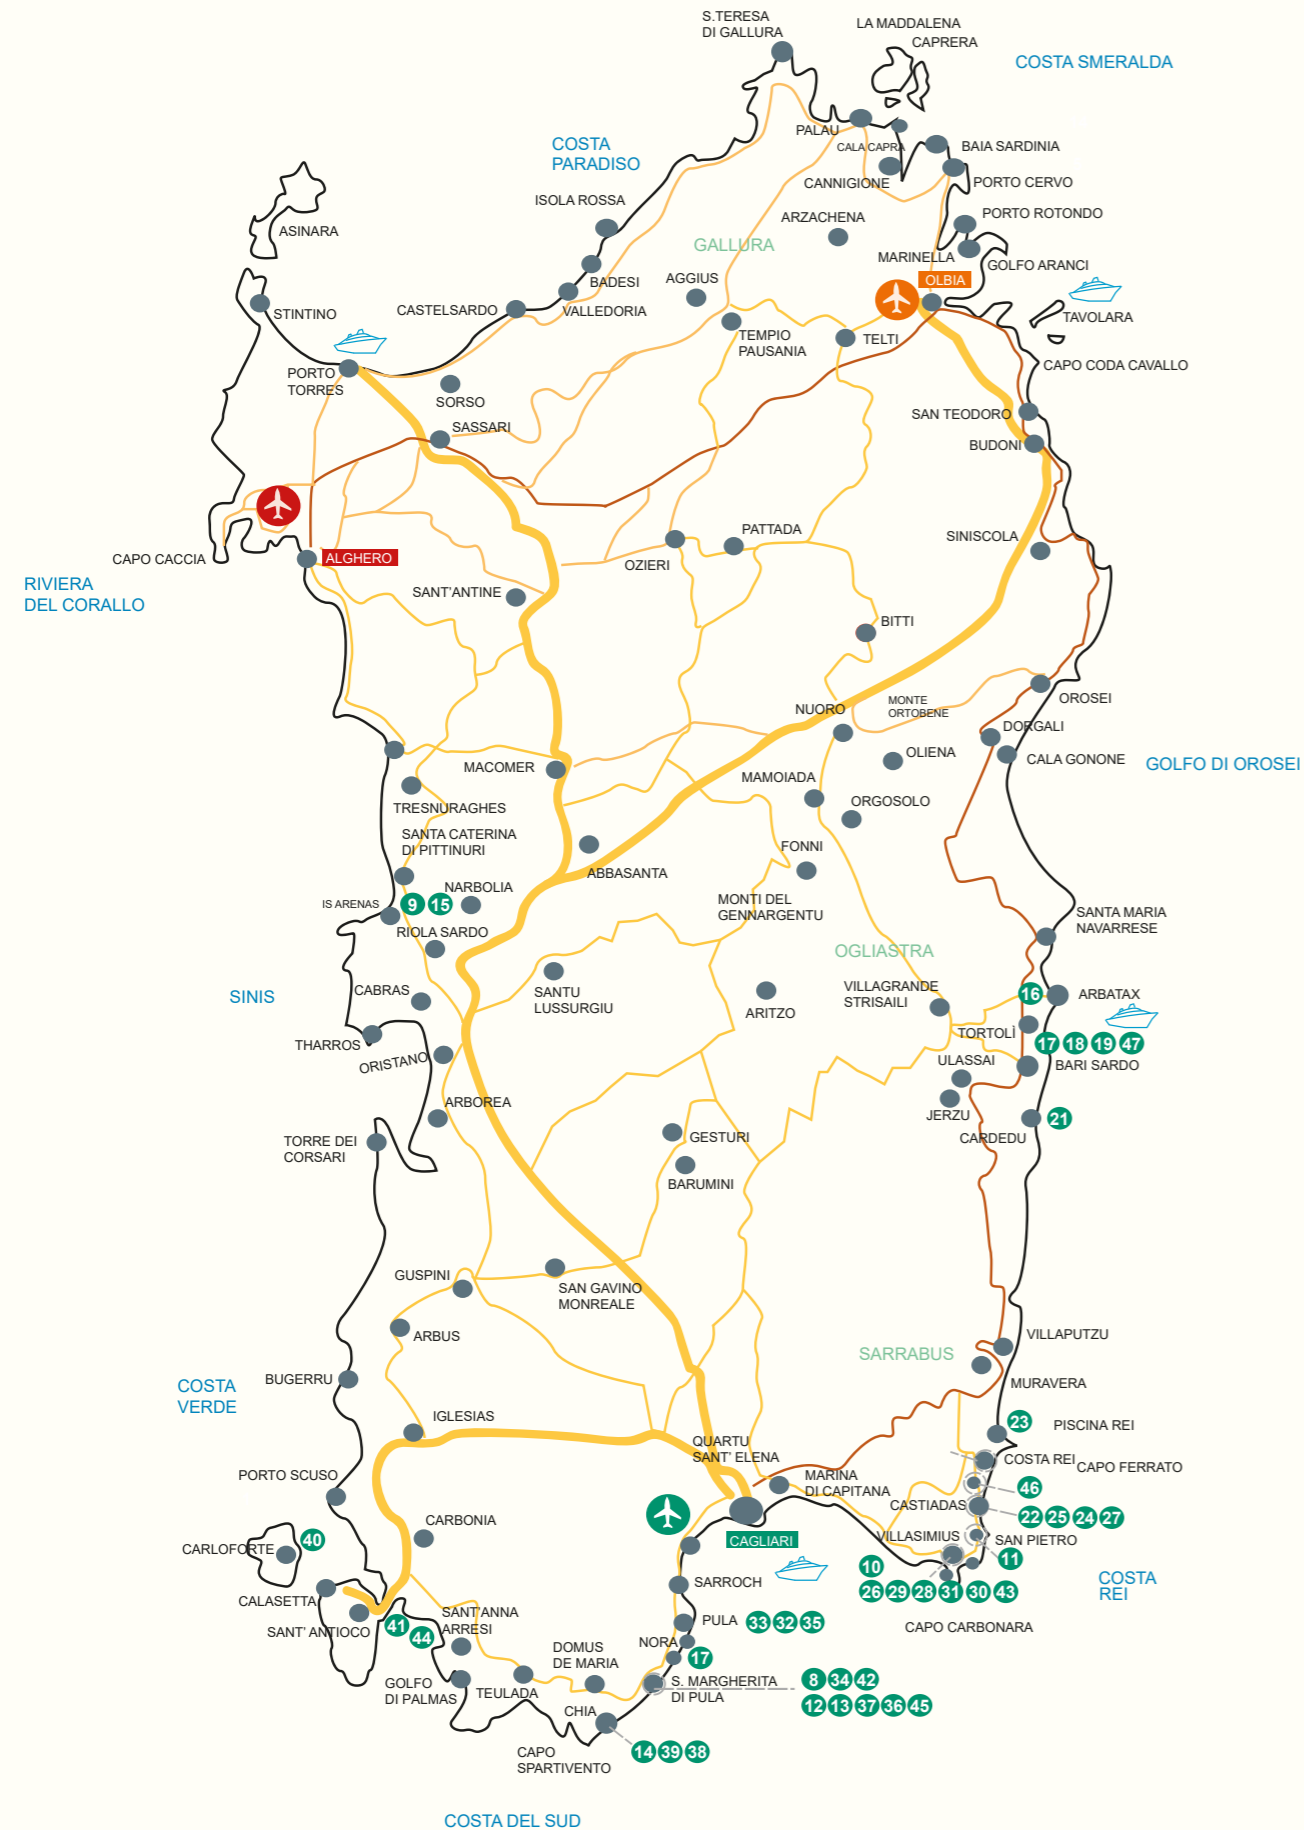 S.TERESA
DI GALLURA
LA MADDALENA
CAPRERA
COSTA SMERALDA
PALAU
COSTA
PARADISO
CALA CAPRA
BAIA SARDINIA
CANNIGIONE
PORTO CERVO
ISOLA ROSSA
ASINARA
ARZACHENA
PORTO ROTONDO
GALLURA
MARINELLA
GOLFO ARANCI
BADESI
AGGIUS
OLBIA
STINTINO
CASTELSARDO
VALLEDORIA
TAVOLARA
TEMPIO
PAUSANIA
TELTI
PORTO
TORRES
CAPO CODA CAVALLO
SORSO
SAN TEODORO
SASSARI
BUDONI
PATTADA
SINISCOLA
CAPO CACCIA
ALGHERO
OZIERI
RIVIERA
DEL CORALLO
SANT'ANTINE
BITTI
OROSEI
NUORO
MONTE
ORTOBENE
DORGALI
OLIENA
CALA GONONE
GOLFO DI OROSEI
MACOMER
MAMOIADA
ORGOSOLO
TRESNURAGHES
SANTA CATERINA
DI PITTINURI
FONNI
ABBASANTA
NARBOLIA
IS ARENAS
9 15
MONTI DEL
GENNARGENTU
SANTA MARIA
NAVARRESE
RIOLA SARDO
OGLIASTRA
SINIS
CABRAS
SANTU
LUSSURGIU
VILLAGRANDE
STRISAILI
16
ARBATAX
ARITZO
THARROS
TORTOLÌ
17 18 19 47
ORISTANO
ULASSAI
BARI SARDO
ARBOREA
JERZU
21
CARDEDU
TORRE DEI
CORSARI
GESTURI
BARUMINI
GUSPINI
SAN GAVINO
MONREALE
ARBUS
VILLAPUTZU
SARRABUS
BUGERRU
MURAVERA
COSTA
VERDE
IGLESIAS
23
PISCINA REI
QUARTU
SANT' ELENA
COSTA REI
CAPO FERRATO
PORTO SCUSO
MARINA
DI CAPITANA
46
CASTIADAS
22 25 24 27
CARBONIA
CAGLIARI
VILLASIMIUS
SAN PIETRO
CARLOFORTE
40
11
10
SARROCH
26 29 28 31 30 43
COSTA
REI
CALASETTA
SANT' ANTIOCO
41
44
SANT'ANNA
ARRESI
PULA
33 32 35
CAPO CARBONARA
NORA
17
DOMUS
DE MARIA
GOLFO
DI PALMAS
TEULADA
S. MARGHERITA
DI PULA
8 34 42
12 13 37 36 45
CHIA
CAPO
SPARTIVENTO
14 39 38
COSTA DEL SUD